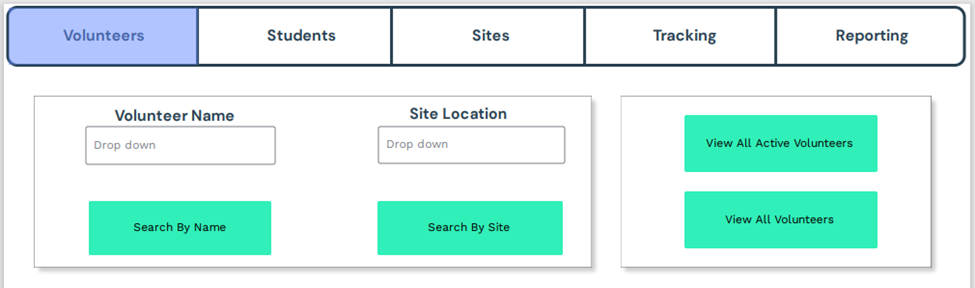 Volunteers
Students
Sites
Tracking
Reporting
Volunteer Name
Site Location
Drop down
Drop down
Search By Name
Search By Site
View All Active Volunteers
View All Volunteers